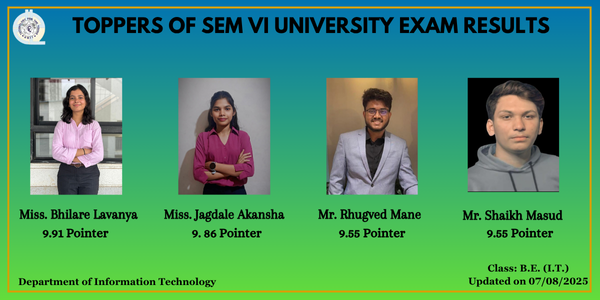 TOPPERS OF SEM VI UNIVERSITY EXAM RESULTS
Miss. Bhilare Lavanya
9.91 Pointer
Miss. Jagdale Akansha
9. 86 Pointer
Mr. Rhugved Mane
9.55 Pointer
Mr. Shaikh Masud
9.55 Pointer
Class: B.E. (I.T.)
Department of Information Technology
Updated on 07/08/2025